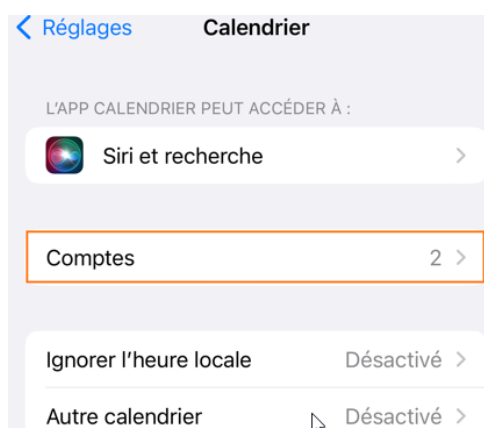 Réglages Calendrier
L'APP CALENDRIER PEUT ACCÉDER À :
Siri et recherche
Comptes 2
Ignorer l'heure locale Désactivé
Autre calendrier Désactivé